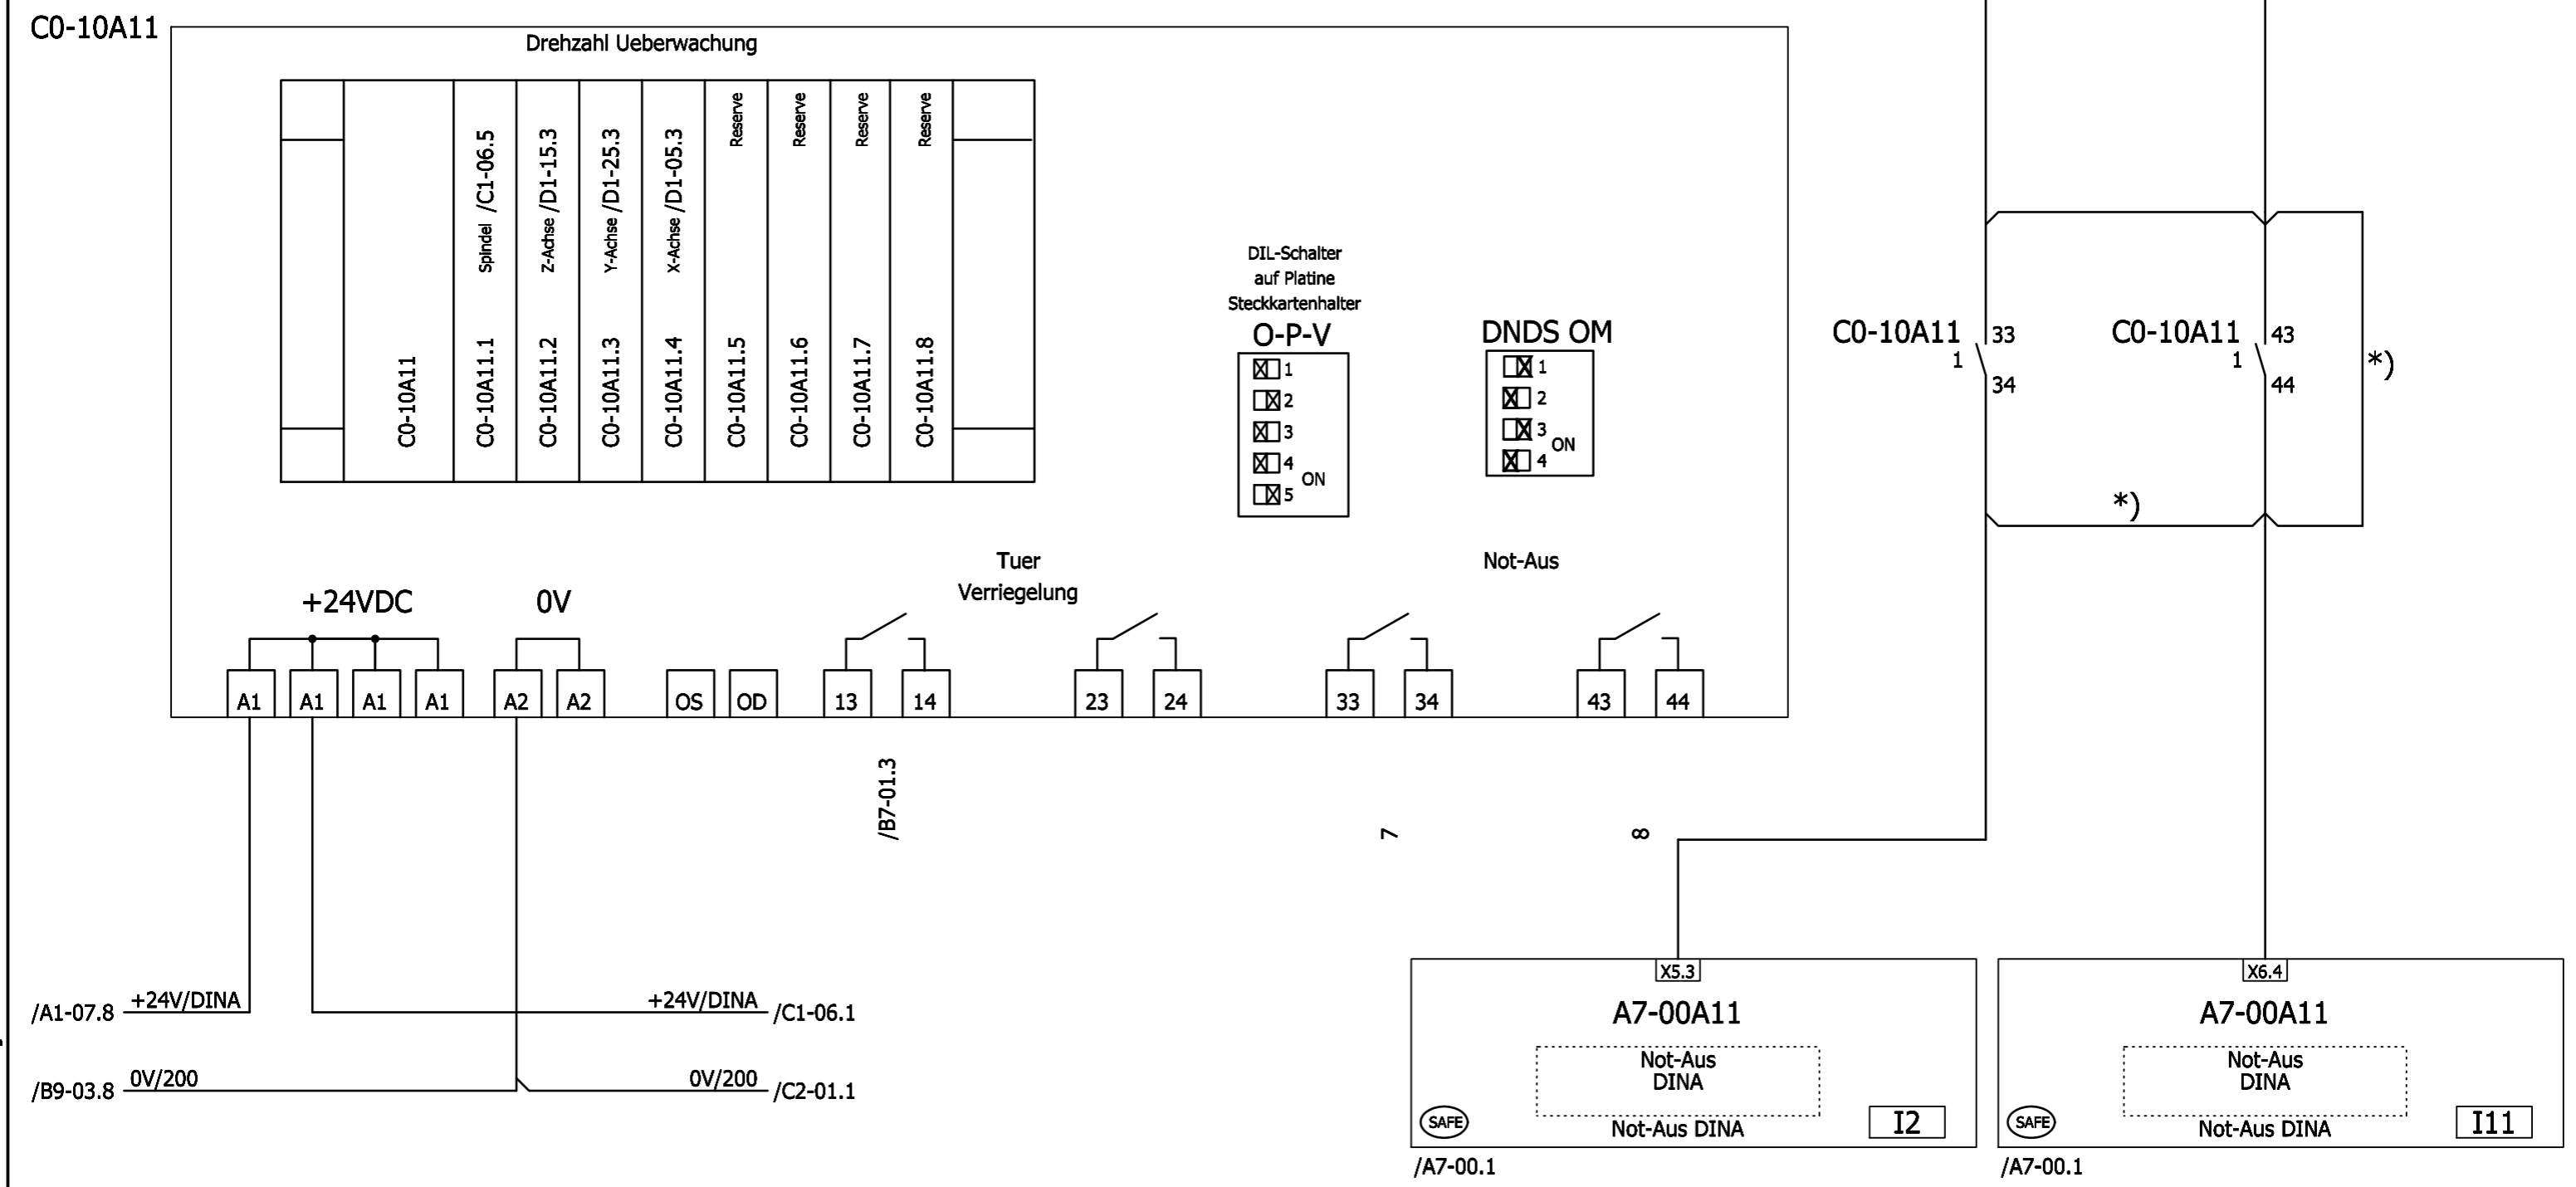 C0-10A11
Drehzahl Ueberwachung
C0-10A11
C0-10A11.1 Spindel /C1-06.5
C0-10A11.2 Z-Achse /D1-15.3
C0-10A11.3 Y-Achse /D1-25.3
C0-10A11.4 X-Achse /D1-05.3
C0-10A11.5 Reserve
C0-10A11.6 Reserve
C0-10A11.7 Reserve
C0-10A11.8 Reserve
DIL-Schalter
auf Platine
Steckkartenhalter
O-P-V
1
2
3
4
5
ON
DNDS OM
1
2
3
4
ON
C0-10A11
1
33
34
C0-10A11
1
43
44
*)
*)
Tuer
Verriegelung
Not-Aus
+24VDC
0V
A1 A1 A1 A1 A2 A2 OS OD 13 14 23 24 33 34 43 44
/B7-01.3
7
8
/A1-07.8 +24V/DINA
+24V/DINA /C1-06.1
/B9-03.8 0V/200
0V/200 /C2-01.1
X5.3
A7-00A11
Not-Aus
DINA
SAFE
Not-Aus DINA
I2
/A7-00.1
X6.4
A7-00A11
Not-Aus
DINA
SAFE
Not-Aus DINA
I11
/A7-00.1